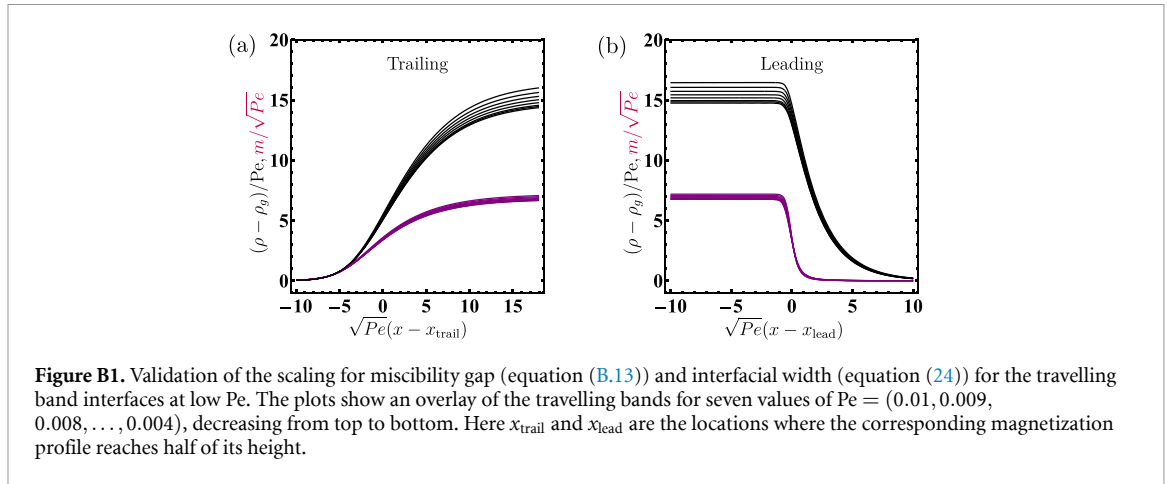 (a)
20
15
10
5
0
(ρ − ρ_g)/Pe, m/√Pe
Trailing
−10 −5 0 5 10 15
√Pe(x − x_trail)
(b)
20
15
10
5
0
(ρ − ρ_g)/Pe, m/√Pe
Leading
−10 −5 0 5 10
√Pe(x − x_lead)
Figure B1. Validation of the scaling for miscibility gap (equation (B.13)) and interfacial width (equation (24)) for the travelling
band interfaces at low Pe. The plots show an overlay of the travelling bands for seven values of Pe = (0.01, 0.009,
0.008, . . . , 0.004), decreasing from top to bottom. Here x_trail and x_lead are the locations where the corresponding magnetization
profile reaches half of its height.